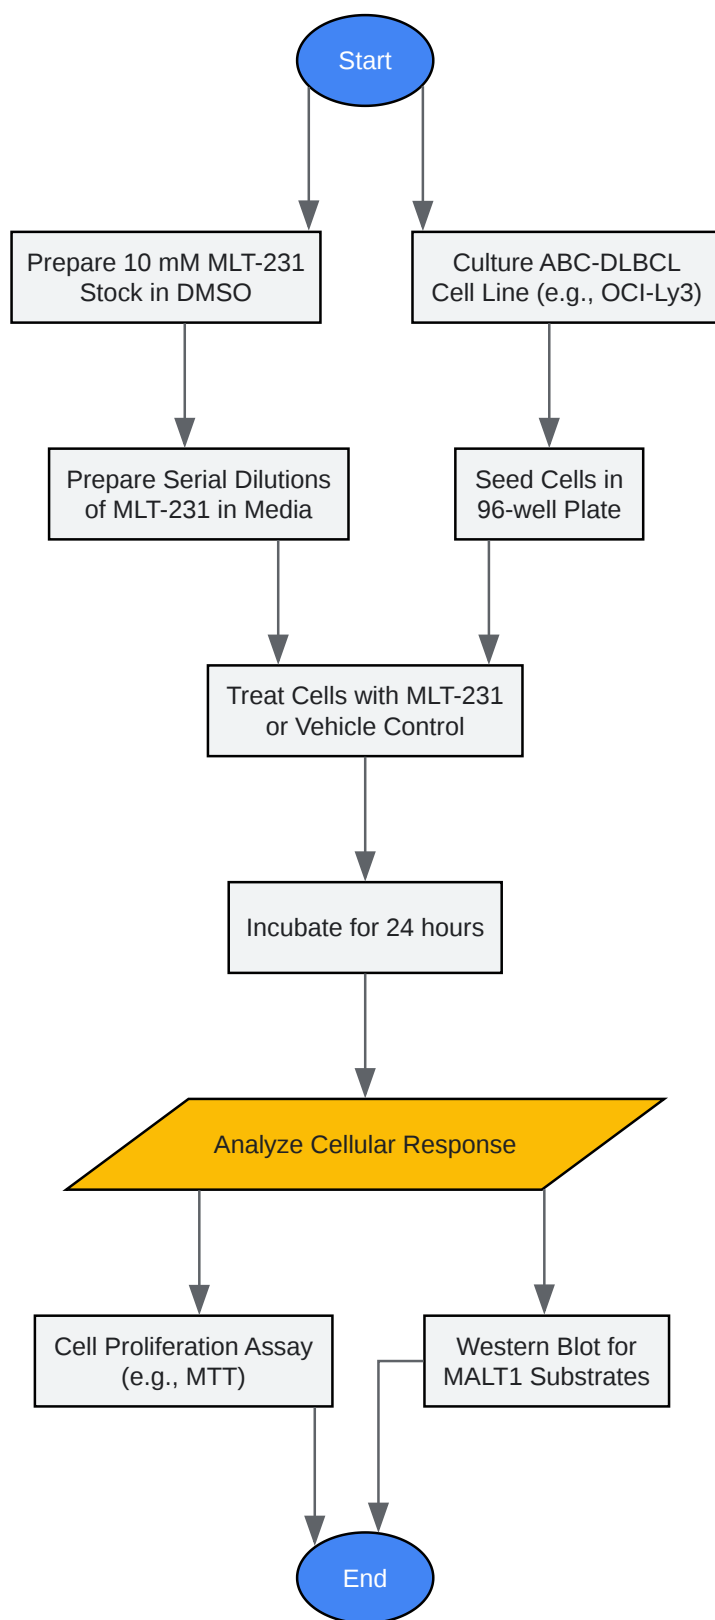 Start
Prepare 10 mM MLT-231
Stock in DMSO
Culture ABC-DLBCL
Cell Line (e.g., OCI-Ly3)
Prepare Serial Dilutions
of MLT-231 in Media
Seed Cells in
96-well Plate
Treat Cells with MLT-231
or Vehicle Control
Incubate for 24 hours
Analyze Cellular Response
Cell Proliferation Assay
(e.g., MTT)
Western Blot for
MALT1 Substrates
End